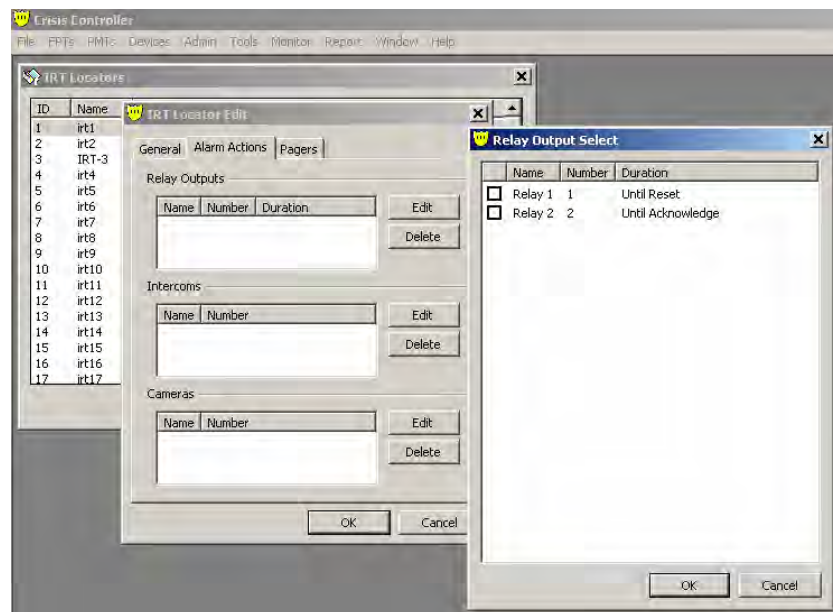 Crisis Controller
File PPTs PMTs Devices Admin Tools Monitor Report Window Help
IRT Locators
ID Name
1 irt1
2 irt2
3 IRT-3
4 irt4
5 irt5
6 irt6
7 irt7
8 irt8
9 irt9
10 irt10
11 irt11
12 irt12
13 irt13
14 irt14
15 irt15
16 irt16
17 irt17
IRT Locator Edit
General Alarm Actions Pagers
Relay Outputs
Name Number Duration
Edit
Delete
Intercoms
Name Number
Edit
Delete
Cameras
Name Number
Edit
Delete
OK Cancel
Relay Output Select
Name Number Duration
Relay 1 1 Until Reset
Relay 2 2 Until Acknowledge
OK Cancel